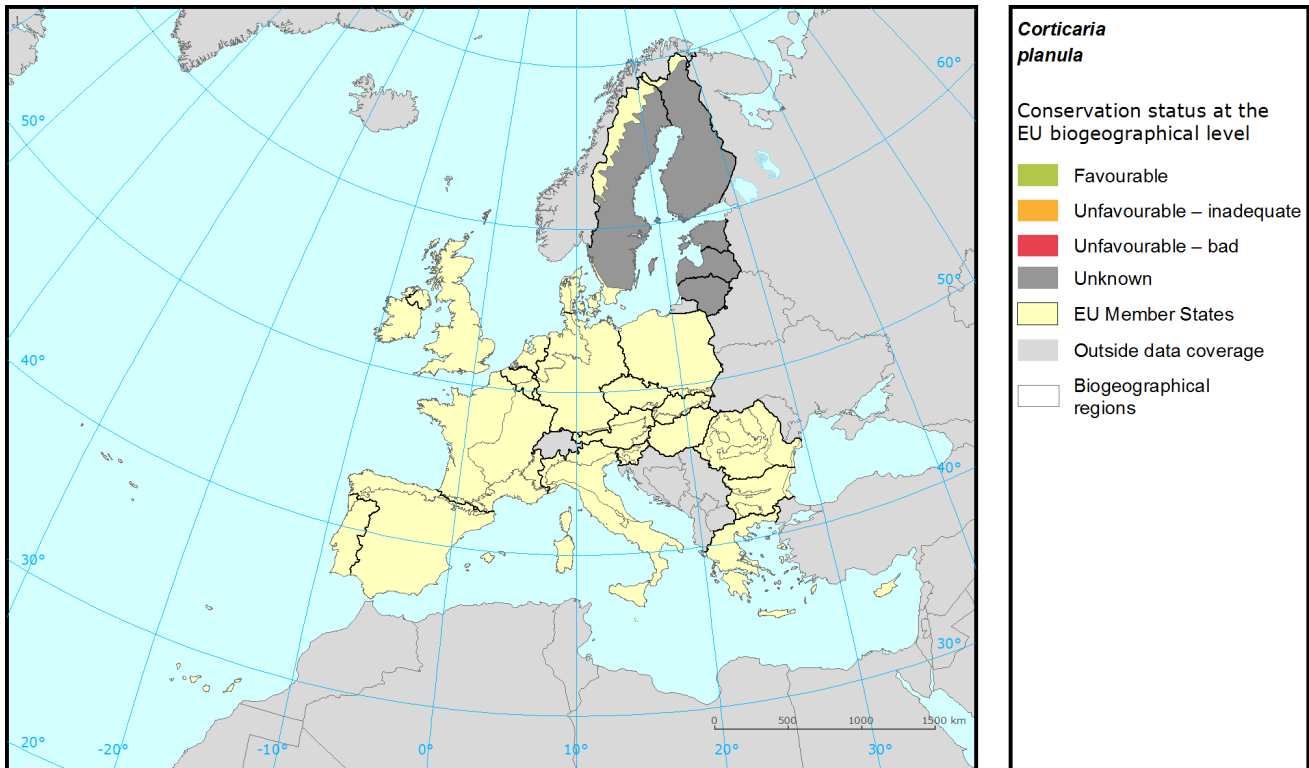 60°
50°
50°
40°
40°
30°
30°
20°
-20°
-10°
0°
10°
20°
30°
0 500 1000 1500 km
Corticaria
planula
Conservation status at the
EU biogeographical level
Favourable
Unfavourable – inadequate
Unfavourable – bad
Unknown
EU Member States
Outside data coverage
Biogeographical
regions